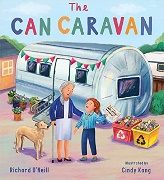 The
CAN CARAVAN
Richard O'Neill
Illustrated by
Cindy Kang